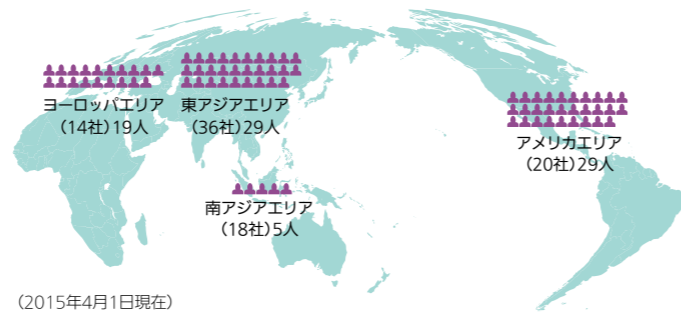 ヨーロッパエリア
（14社）19人
東アジアエリア
（36社）29人
アメリカエリア
（20社）29人
南アジアエリア
（18社）5人
（2015年4月1日現在）